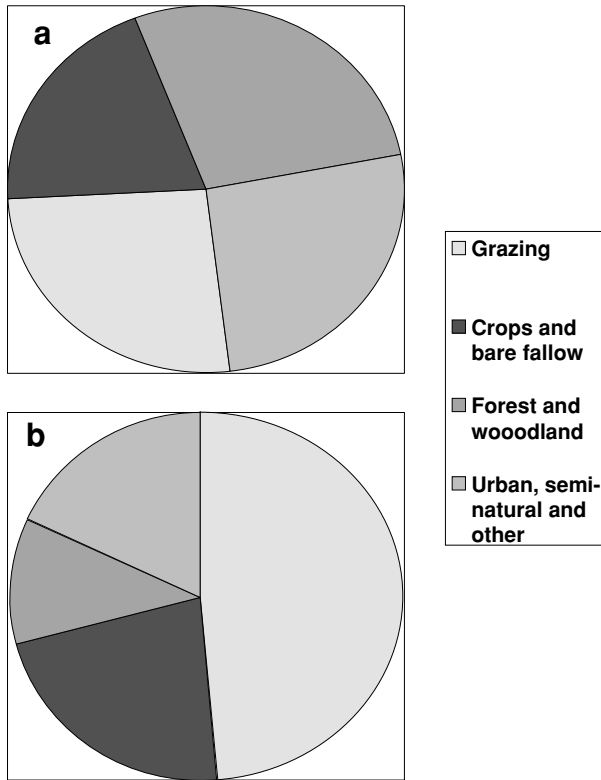 a
Grazing
Crops and
bare fallow
Forest and
wooodland
Urban, semi-
natural and
other
b